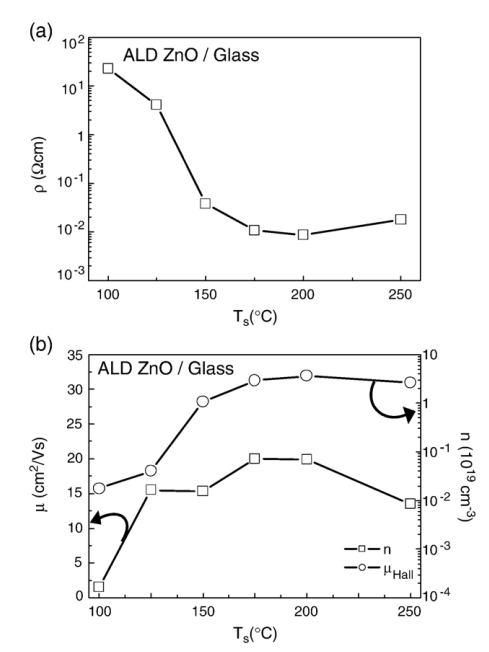 (a)
ALD ZnO / Glass
10²
10¹
1
10⁻¹
10⁻²
10⁻³
ρ (Ωcm)
100 150 200 250
Tₛ(°C)
(b)
ALD ZnO / Glass
35
30
25
20
15
10
5
0
μ (cm²/Vs)
10
1
10⁻¹
10⁻²
10⁻³
10⁻⁴
n (10¹⁹ cm⁻³)
n
μHall
100 150 200 250
Tₛ(°C)